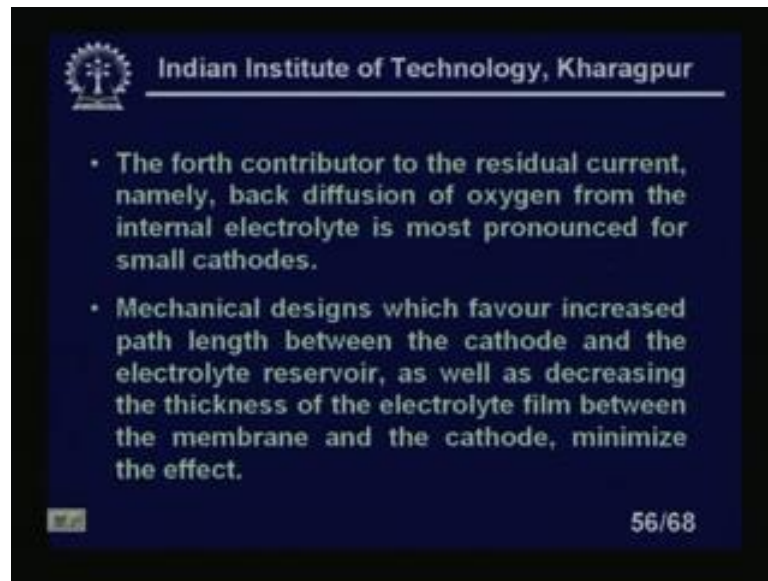 Indian Institute of Technology, Kharagpur
• The forth contributor to the residual current,
namely, back diffusion of oxygen from the
internal electrolyte is most pronounced for
small cathodes.
• Mechanical designs which favour increased
path length between the cathode and the
electrolyte reservoir, as well as decreasing
the thickness of the electrolyte film between
the membrane and the cathode, minimize
the effect.
56/68